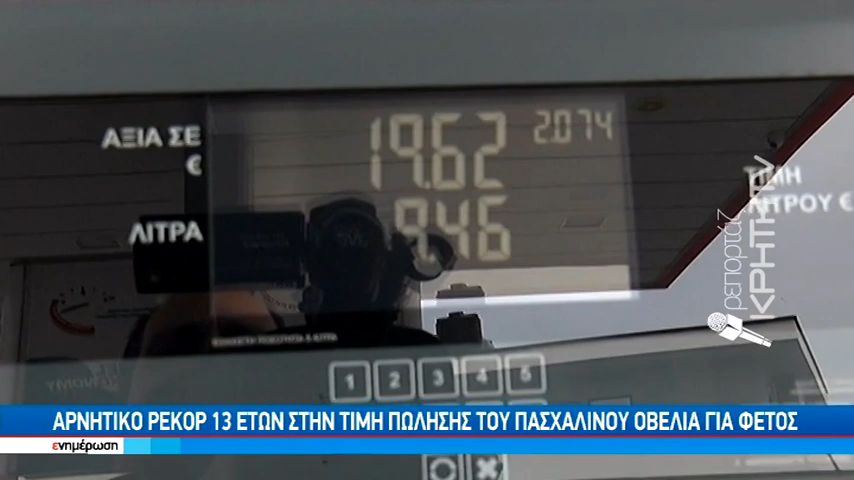 ΑΞΙΑ ΣΕ
€
19.62
2.074
ΤΙΜΗ
ΛΙΤΡΟΥ €
ΛΙΤΡΑ
9.46
ρεπορτάζ
ΚΡΗΤΗ TV
1 2 3 4 5
ΑΡΝΗΤΙΚΟ ΡΕΚΟΡ 13 ΕΤΩΝ ΣΤΗΝ ΤΙΜΗ ΠΩΛΗΣΗΣ ΤΟΥ ΠΑΣΧΑΛΙΝΟΥ ΟΒΕΛΙΑ ΓΙΑ ΦΕΤΟΣ
ενημέρωση